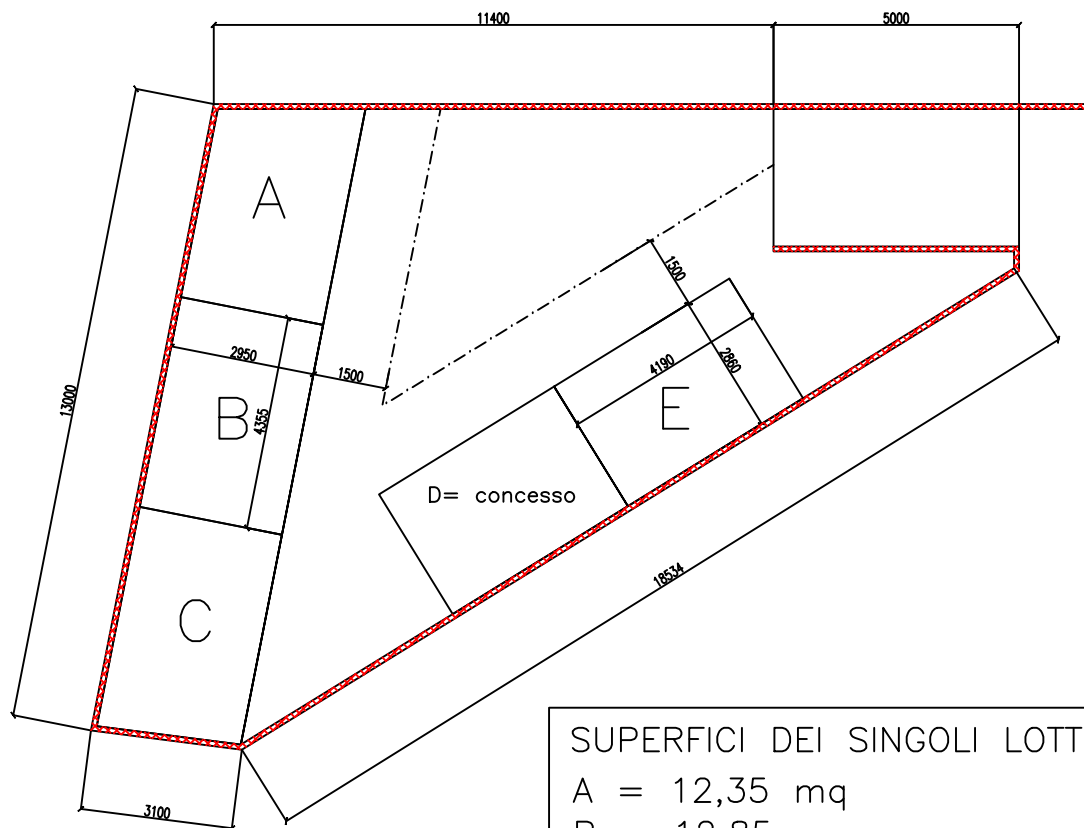 11400
5000
A
1500
2950
1500
4190
2860
13000
B
4355
E
D= concesso
18534
C
3100
SUPERFICI DEI SINGOLI LOTT
A = 12,35 mq